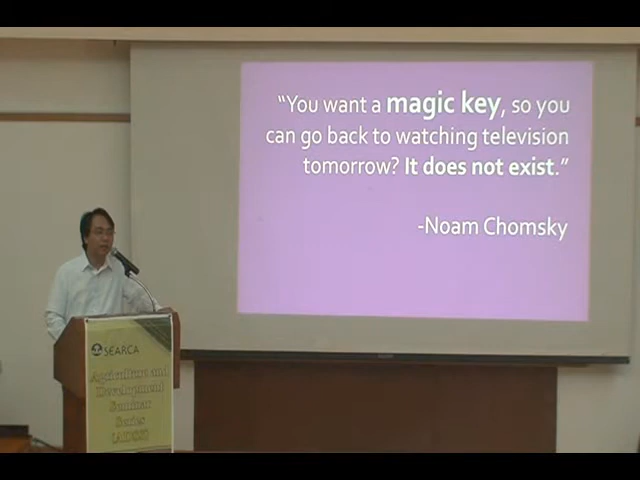 “You want a magic key, so you
can go back to watching television
tomorrow? It does not exist.”
-Noam Chomsky
SEARCA
Agriculture and
Development
Seminar
Series
(ADSS)